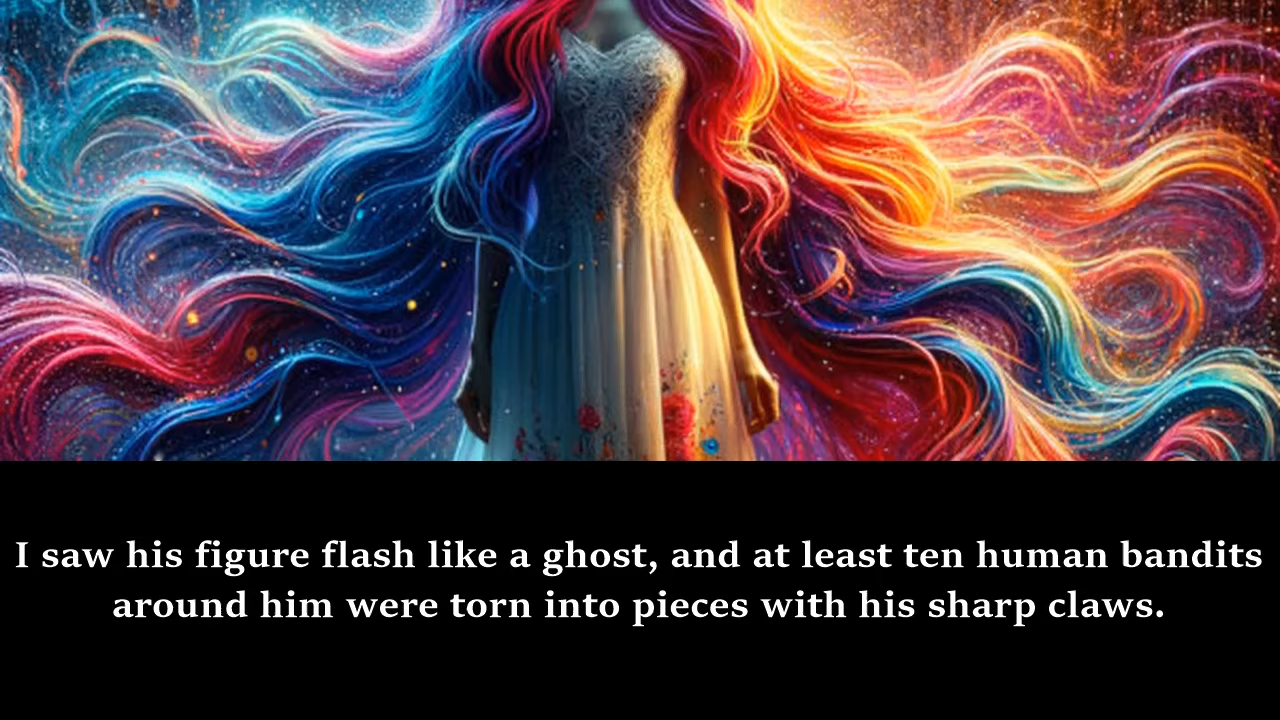 I saw his figure flash like a ghost, and at least ten human bandits
around him were torn into pieces with his sharp claws.